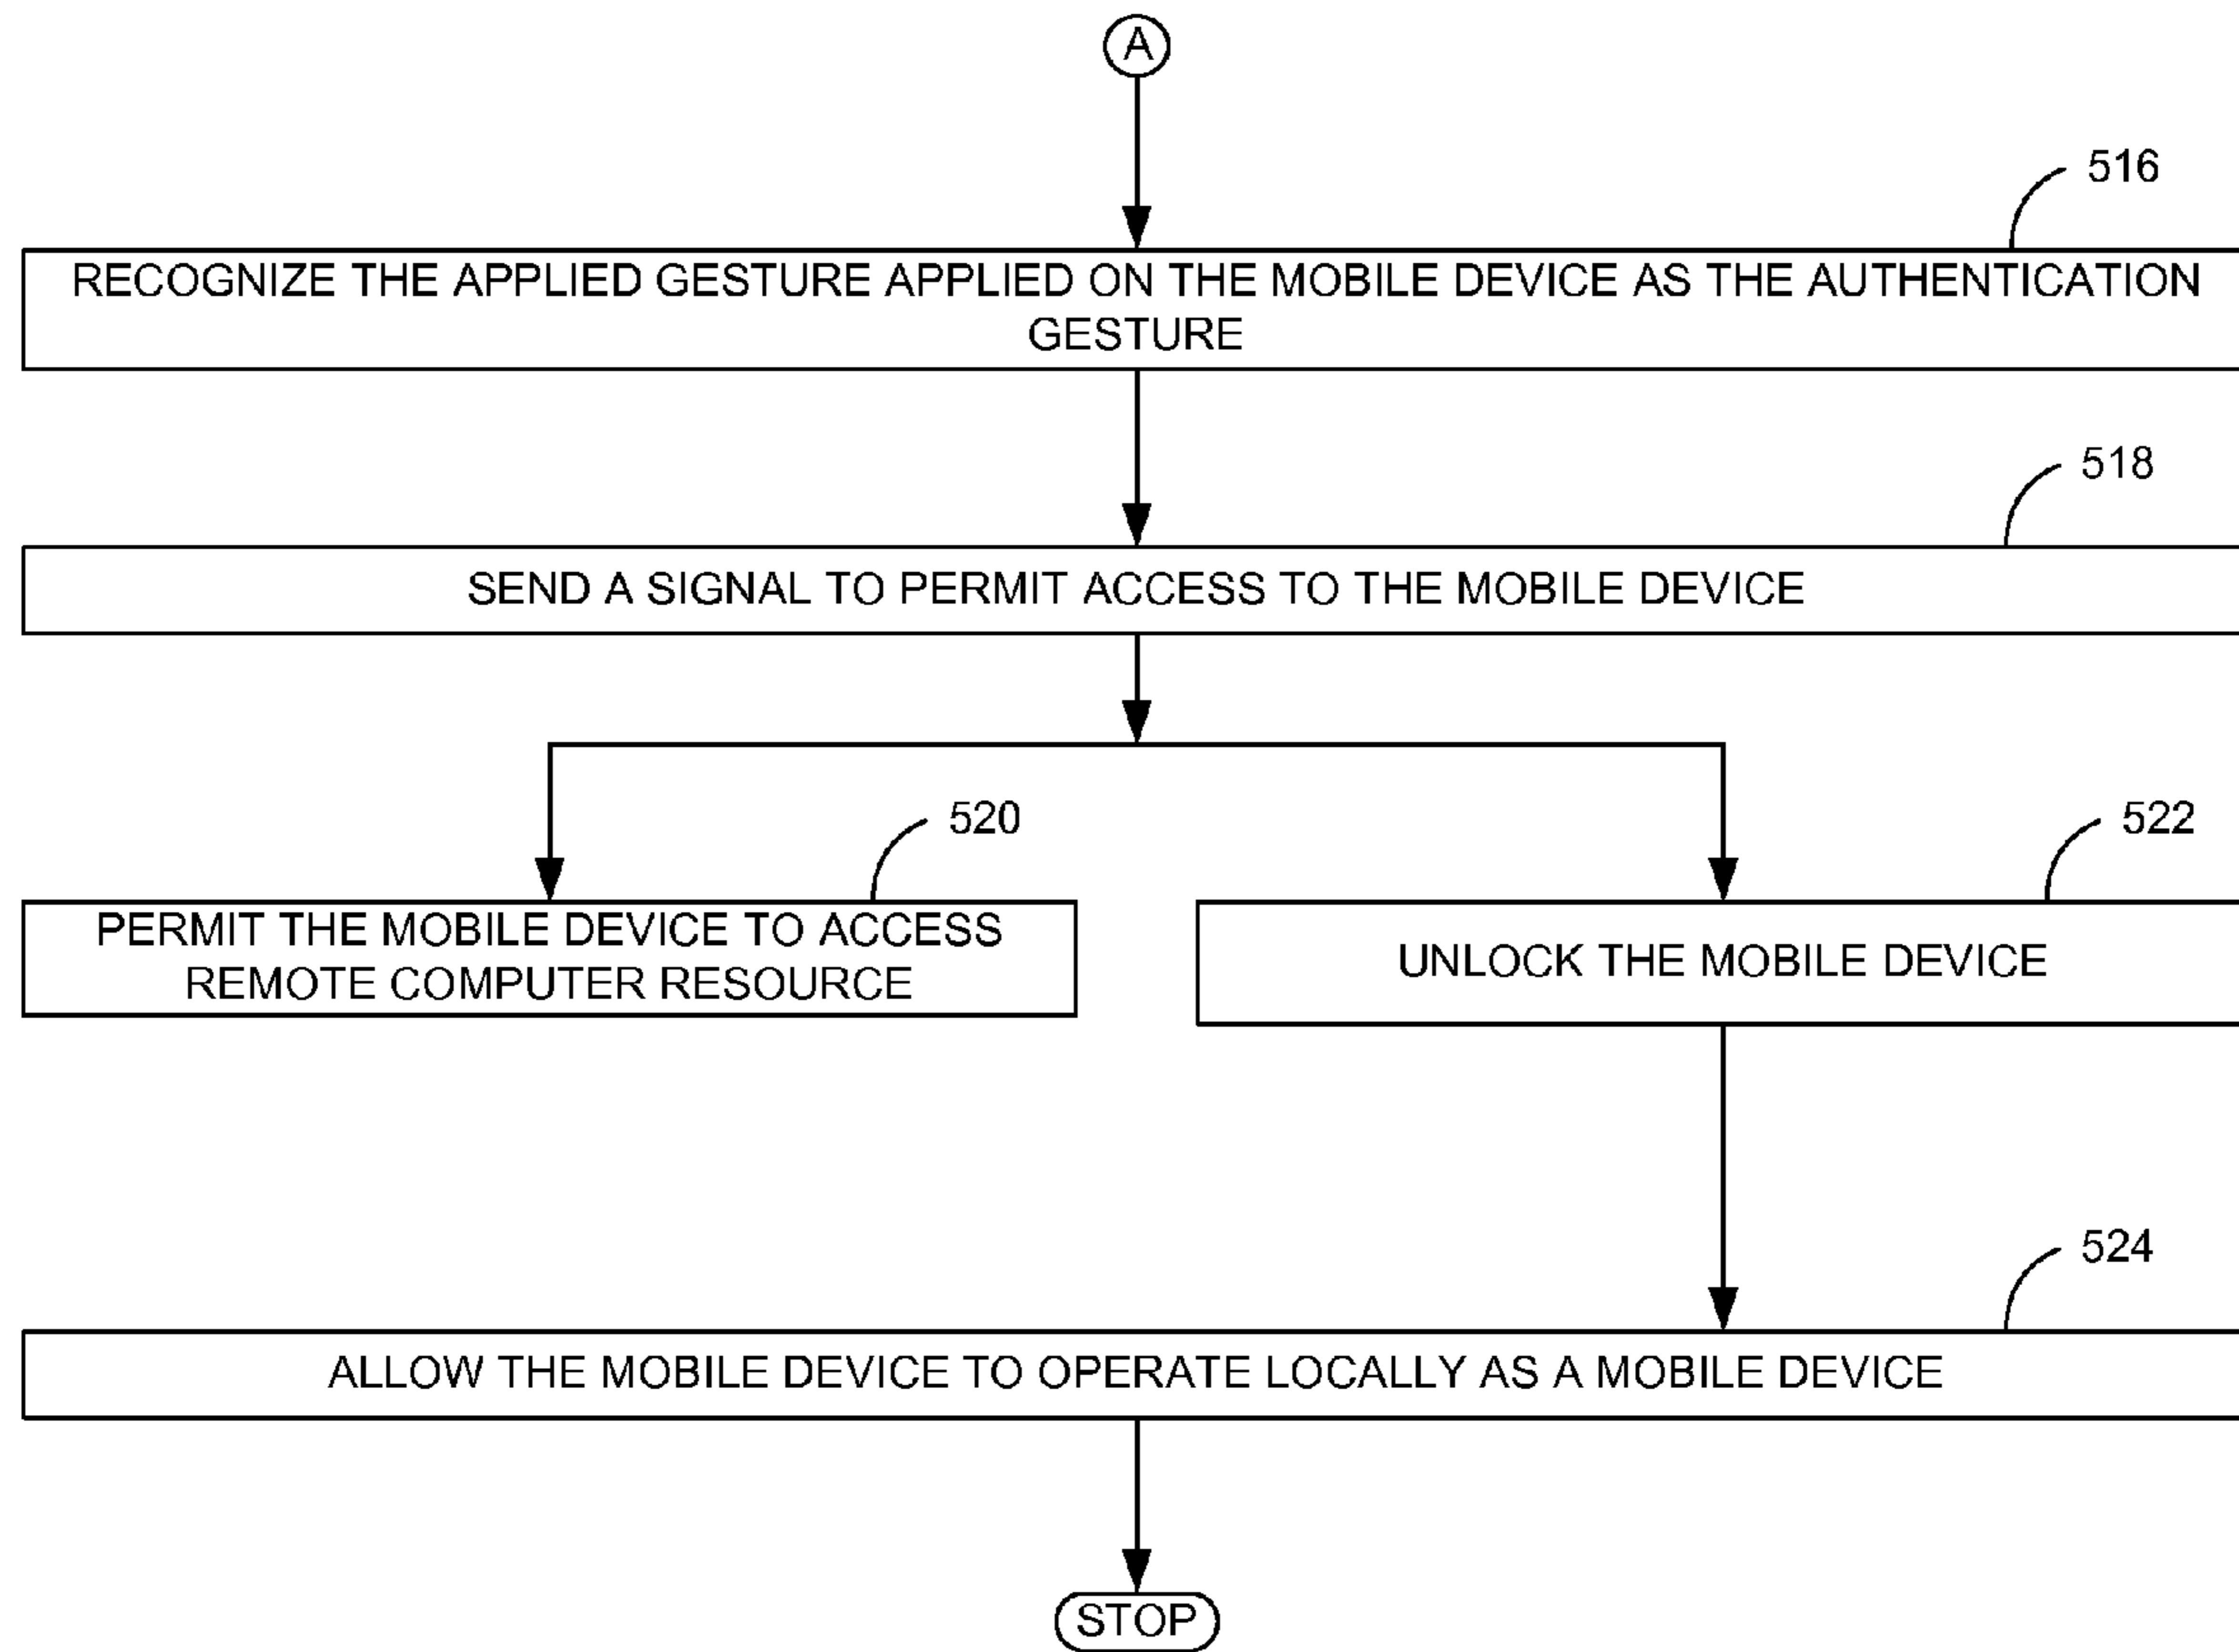 A
516
RECOGNIZE THE APPLIED GESTURE APPLIED ON THE MOBILE DEVICE AS THE AUTHENTICATION
GESTURE
518
SEND A SIGNAL TO PERMIT ACCESS TO THE MOBILE DEVICE
520
522
PERMIT THE MOBILE DEVICE TO ACCESS
REMOTE COMPUTER RESOURCE
UNLOCK THE MOBILE DEVICE
524
ALLOW THE MOBILE DEVICE TO OPERATE LOCALLY AS A MOBILE DEVICE
STOP